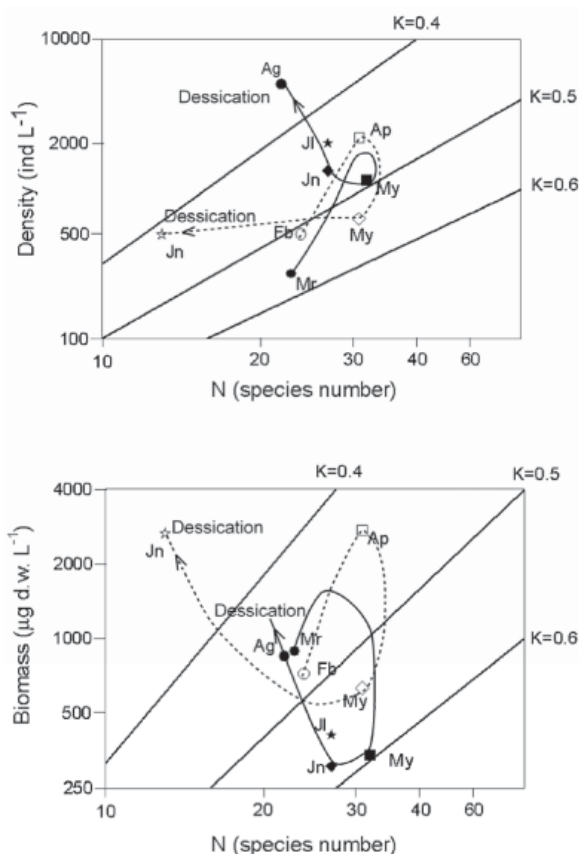 K=0.4
10000
Ag
Dessication
K=0.5
2000
Jl
Ap
Jn
My
K=0.6
Dessication
500
Jn
Fb
My
Mr
100
10
20
30
40
60
N (species number)
Density (ind L⁻¹)
4000
K=0.4
K=0.5
Dessication
Jn
Ap
2000
Dessication
K=0.6
1000
Ag
Mr
Fb
My
500
Jl
Jn
My
250
10
20
30
40
60
N (species number)
Biomass (µg d.w. L⁻¹)